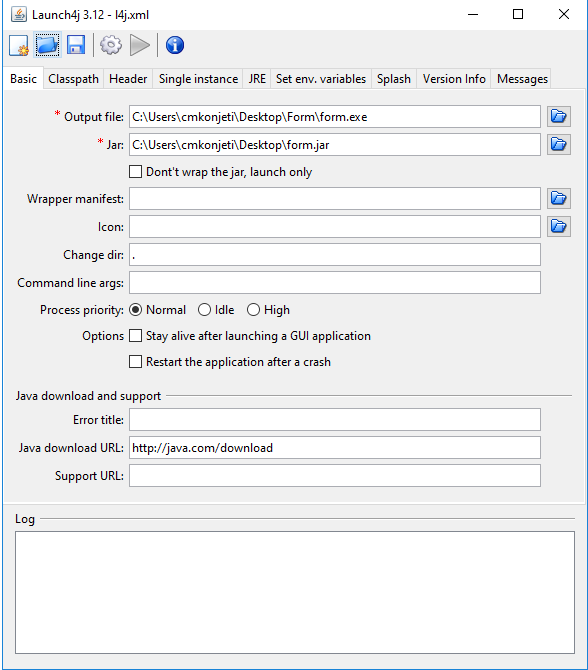 Launch4j 3.12 - l4j.xml
Basic Classpath Header Single instance JRE Set env. variables Splash Version Info Messages
* Output file: C:\Users\cmkonjeti\Desktop\Form\form.exe
* Jar: C:\Users\cmkonjeti\Desktop\form.jar
Dont't wrap the jar, launch only
Wrapper manifest:
Icon:
Change dir: .
Command line args:
Process priority: Normal Idle High
Options Stay alive after launching a GUI application
Restart the application after a crash
Java download and support
Error title:
Java download URL: http://java.com/download
Support URL:
Log